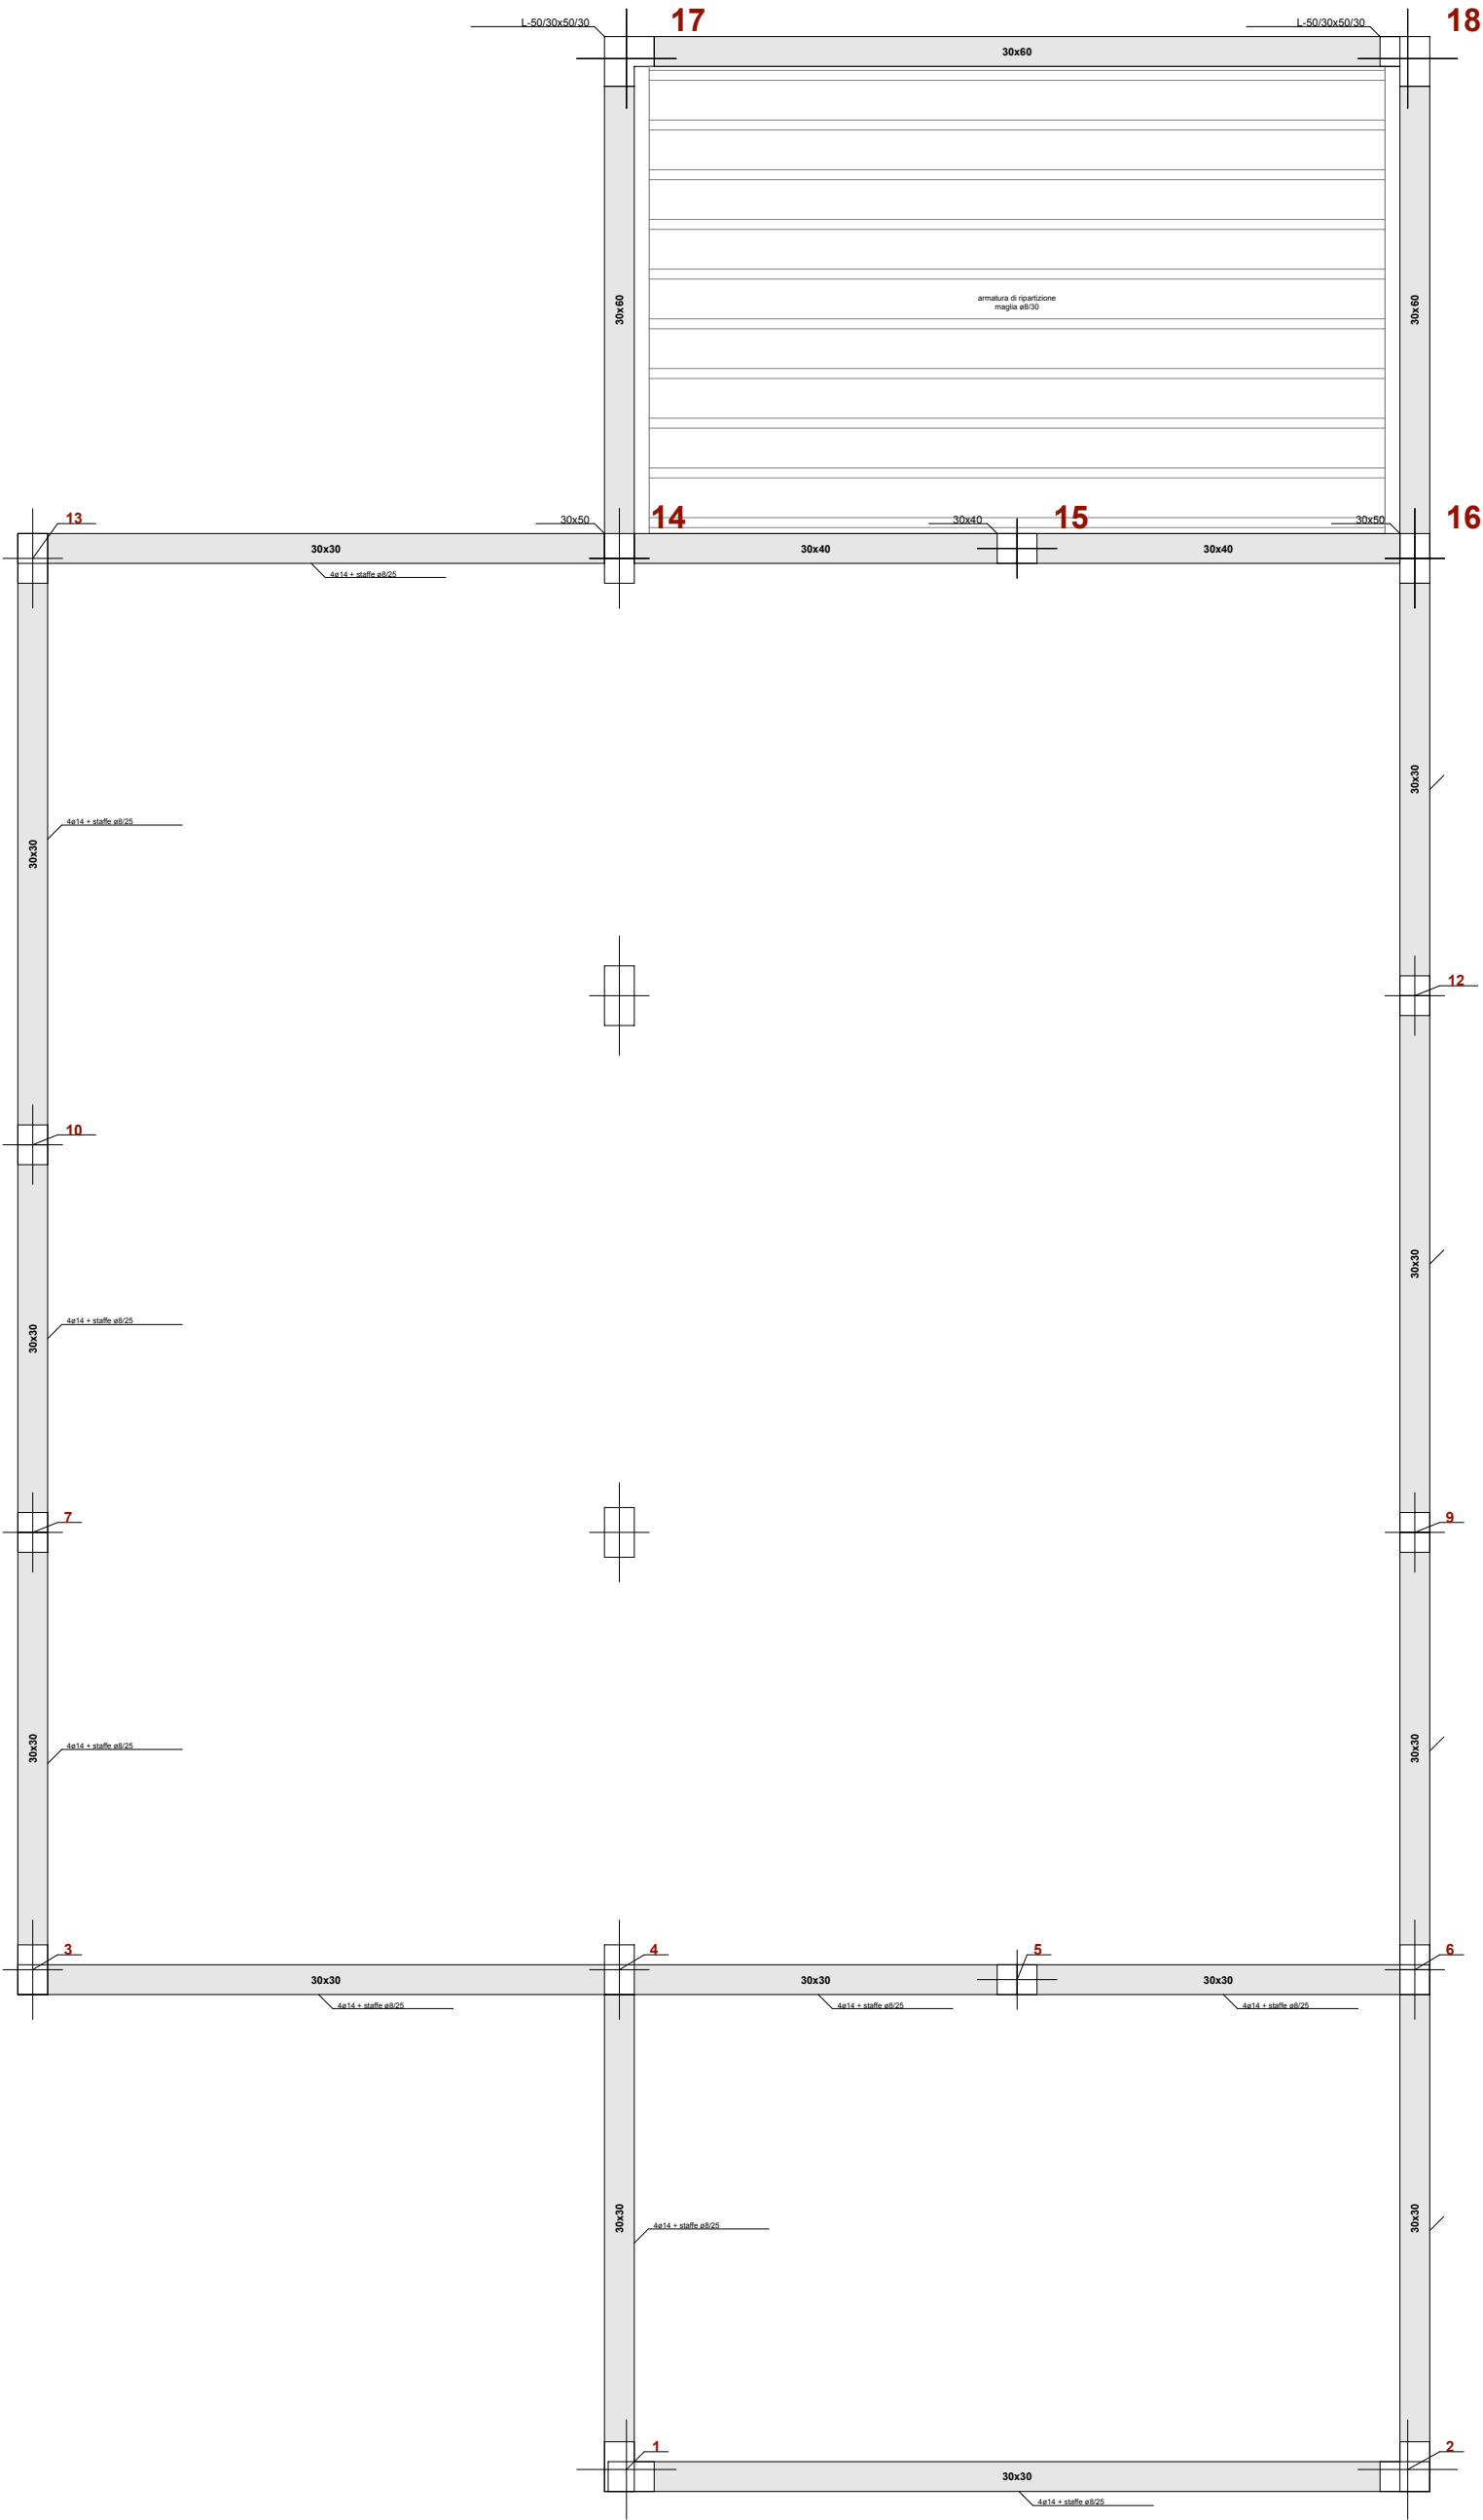 17
18
L-50/30x50/30
L-50/30x50/30
30x60
30x60
30x60
armatura di ripartizione
maglia ø8/30
13
14
15
16
30x50
30x40
30x50
30x30
30x40
30x40
4ø14 + staffe ø8/25
30x30
30x30
4ø14 + staffe ø8/25
12
10
30x30
30x30
4ø14 + staffe ø8/25
7
9
30x30
30x30
4ø14 + staffe ø8/25
3
4
5
6
30x30
30x30
30x30
4ø14 + staffe ø8/25
4ø14 + staffe ø8/25
4ø14 + staffe ø8/25
30x30
30x30
4ø14 + staffe ø8/25
1
2
30x30
4ø14 + staffe ø8/25